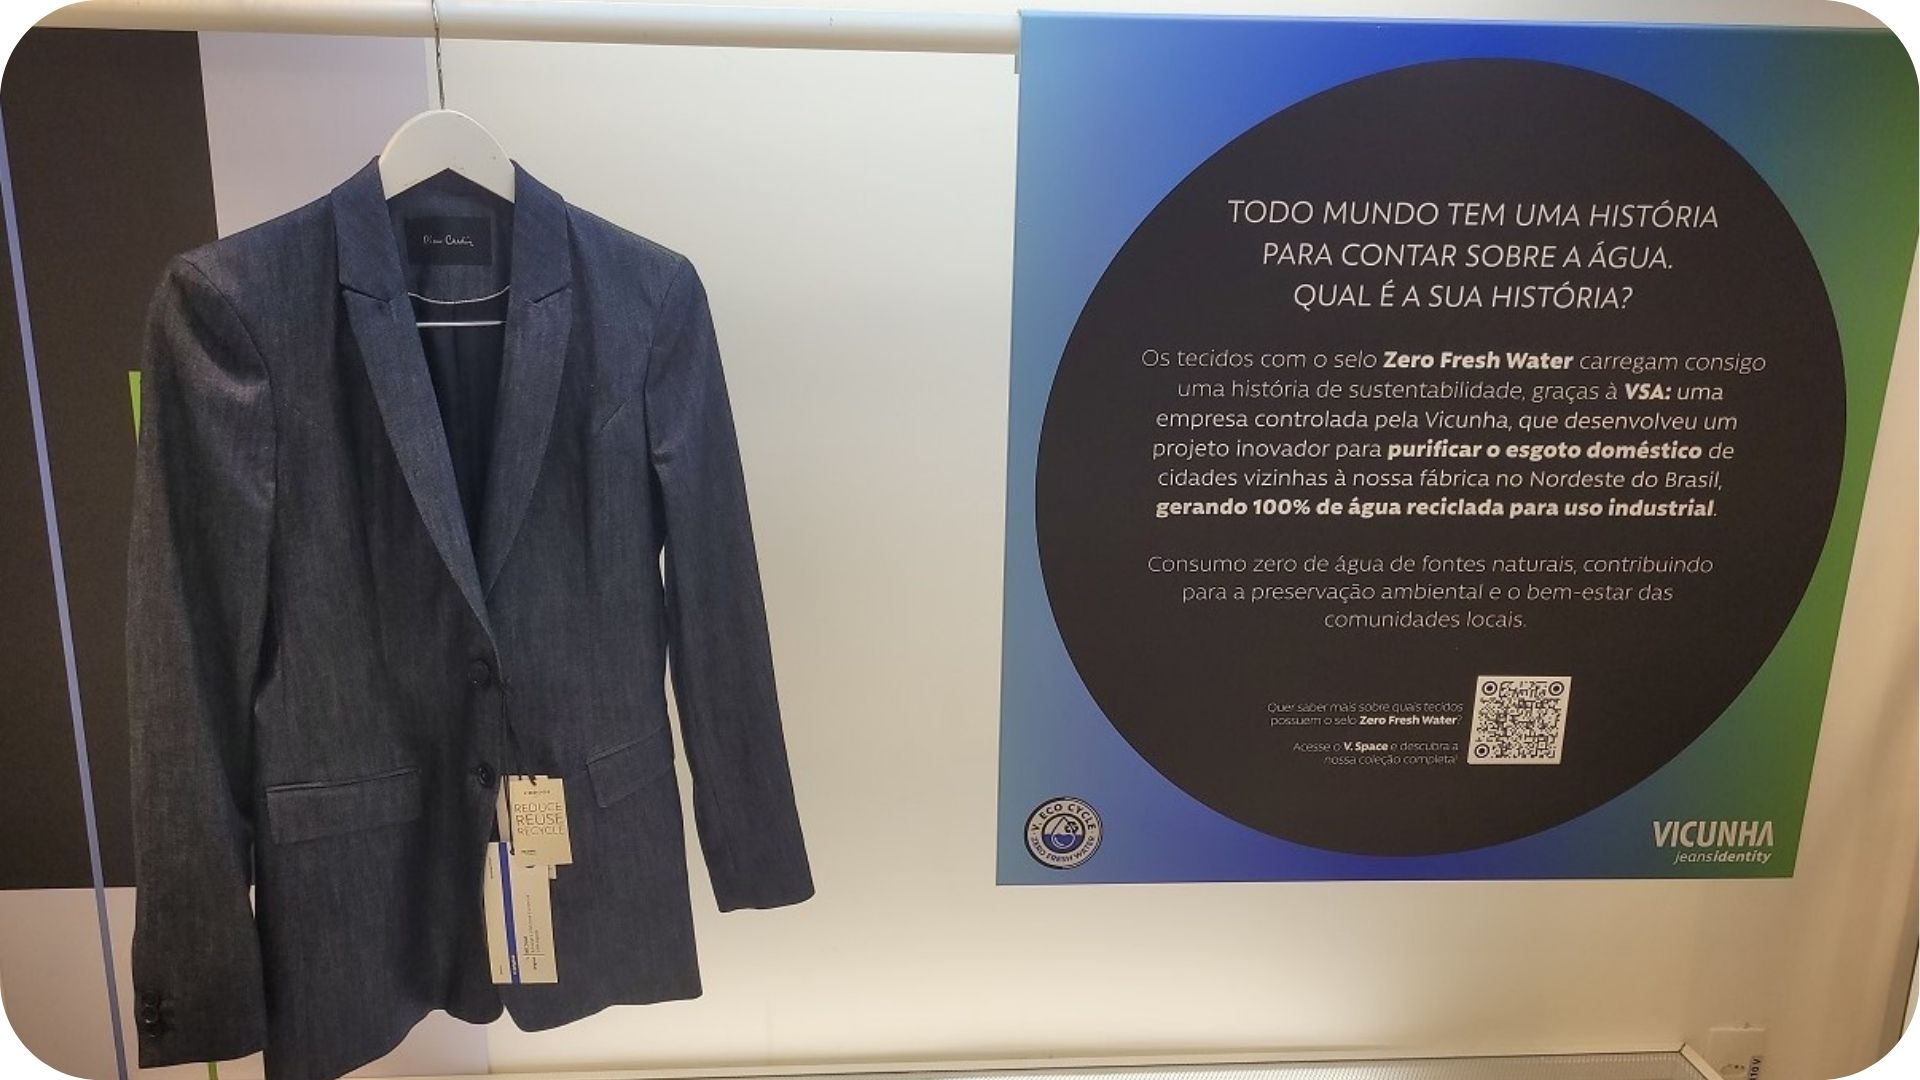 Pierre Cardin
REDUCE
REUSE
RECYCLE
TODO MUNDO TEM UMA HISTÓRIA
PARA CONTAR SOBRE A ÁGUA.
QUAL É A SUA HISTÓRIA?
Os tecidos com o selo Zero Fresh Water carregam consigo
uma história de sustentabilidade, graças à VSA: uma
empresa controlada pela Vicunha, que desenvolveu um
projeto inovador para purificar o esgoto doméstico de
cidades vizinhas à nossa fábrica no Nordeste do Brasil,
gerando 100% de água reciclada para uso industrial.
Consumo zero de água de fontes naturais, contribuindo
para a preservação ambiental e o bem-estar das
comunidades locais.
Quer saber mais sobre quais tecidos
possuem o selo Zero Fresh Water?
Acesse o V. Space e descubra a
nossa coleção completa!
V. ECO CYCLE
ZERO FRESH WATER
VICUNHA
jeansidentity